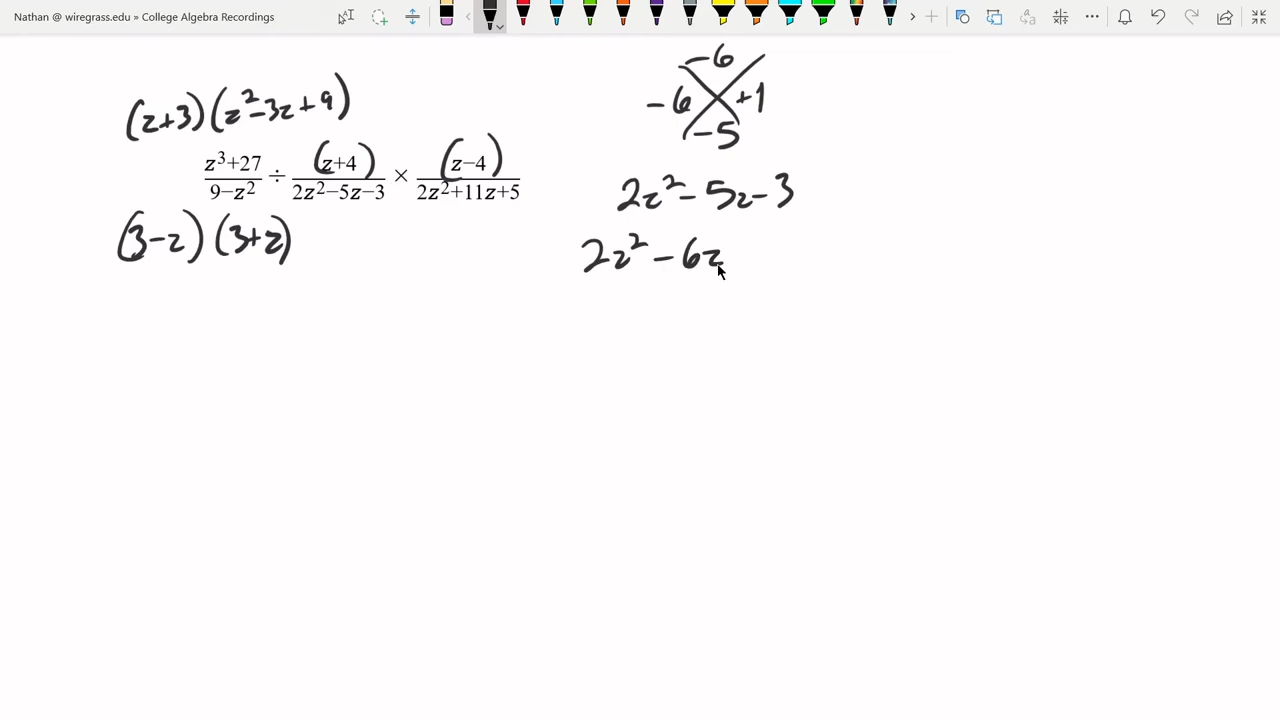 Nathan @ wiregrass.edu » College Algebra Recordings
(z+3)(z²-3z+9)
z³+27 / 9−z² ÷ (z+4) / 2z²−5z−3 × (z−4) / 2z²+11z+5
(3-z)(3+z)
-6
-6 +1
-5
2z²-5z-3
2z²-6z